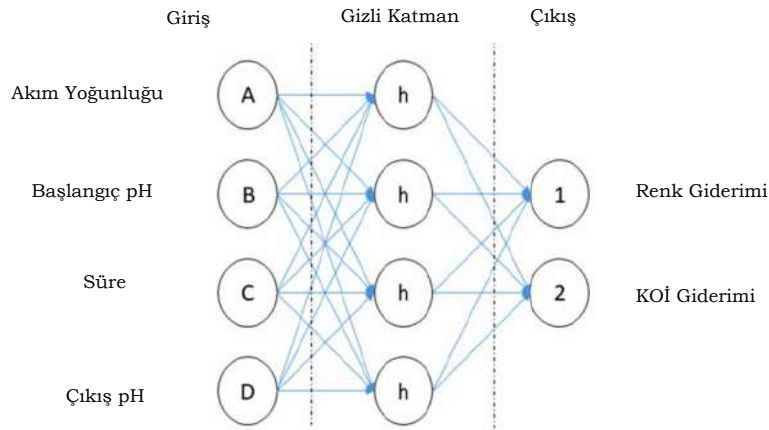 Giriş Gizli Katman Çıkış
Akım Yoğunluğu A h
Başlangıç pH B h 1 Renk Giderimi
Süre C h 2 KOİ Giderimi
Çıkış pH D h